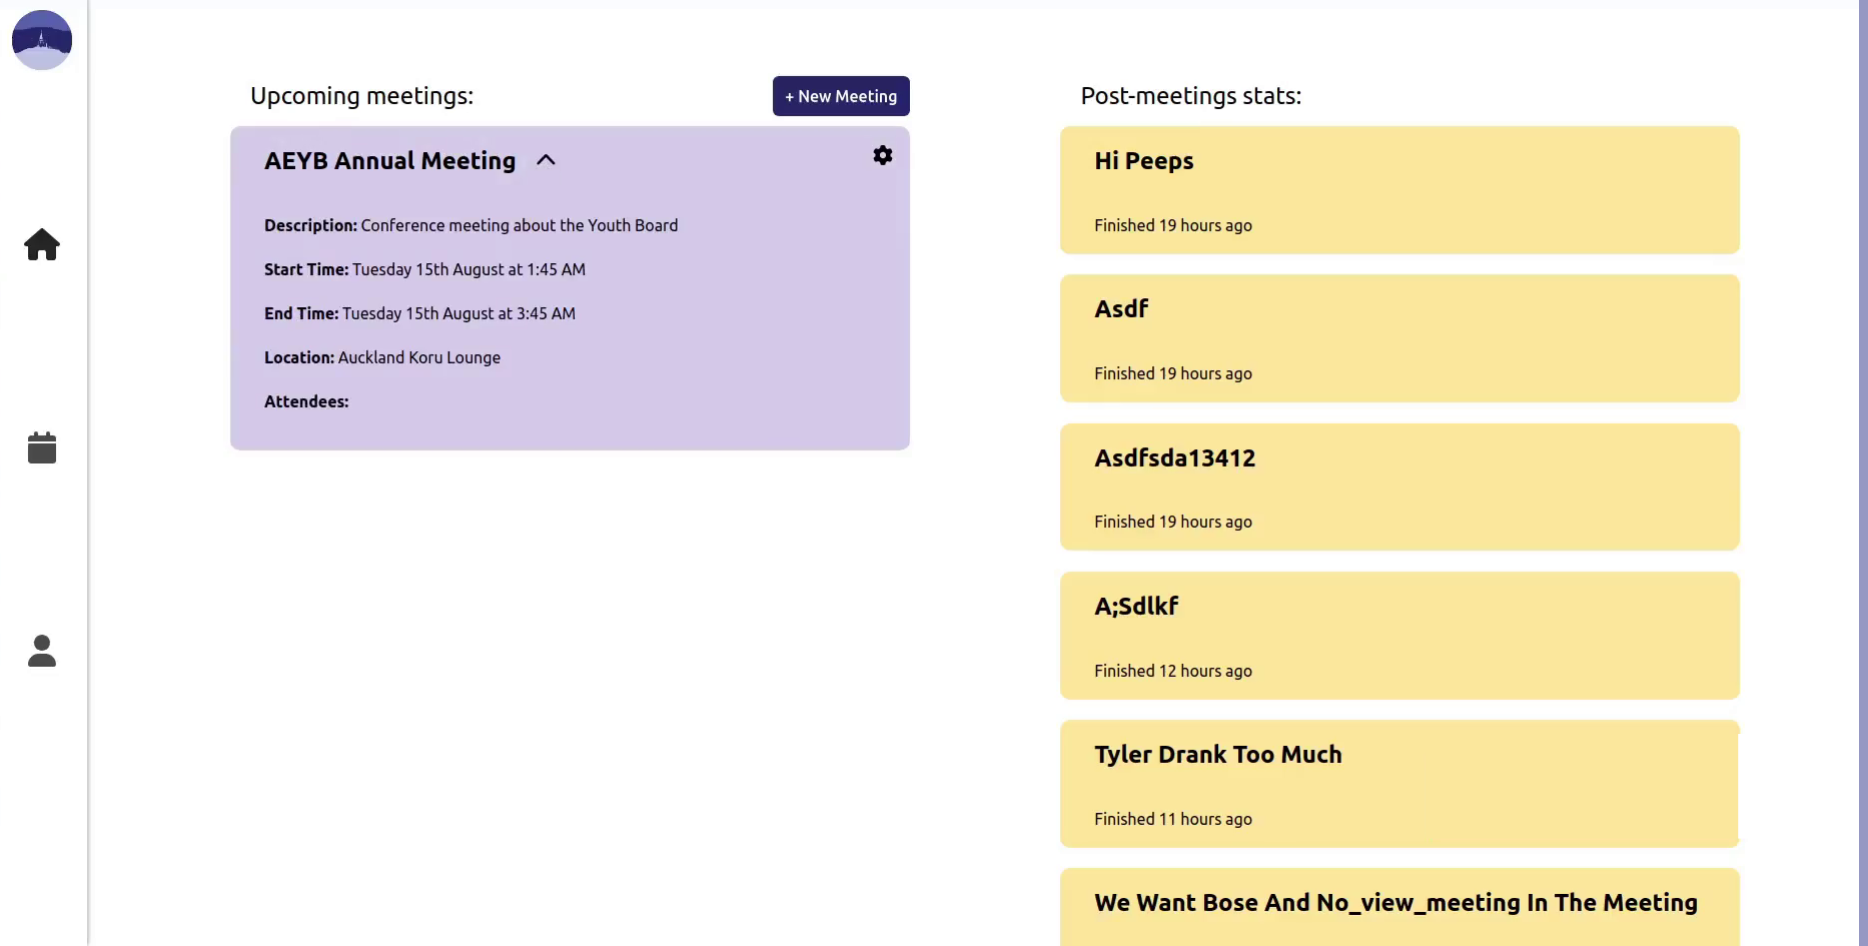 Upcoming meetings:
+ New Meeting
AEYB Annual Meeting
Description: Conference meeting about the Youth Board
Start Time: Tuesday 15th August at 1:45 AM
End Time: Tuesday 15th August at 3:45 AM
Location: Auckland Koru Lounge
Attendees:
Post-meetings stats:
Hi Peeps
Finished 19 hours ago
Asdf
Finished 19 hours ago
Asdfsda13412
Finished 19 hours ago
A;Sdlkf
Finished 12 hours ago
Tyler Drank Too Much
Finished 11 hours ago
We Want Bose And No_view_meeting In The Meeting